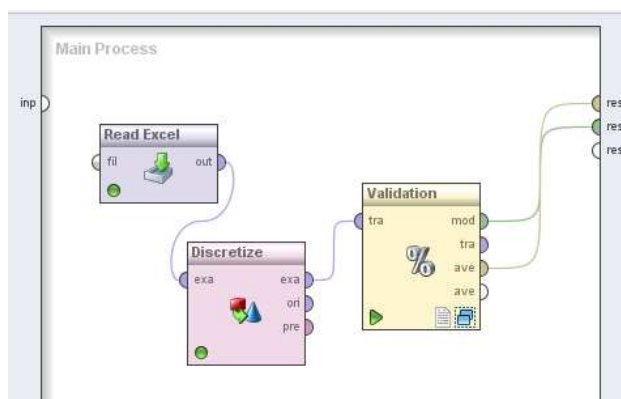 Main Process
inp
res
res
res
Read Excel
fil
out
Validation
tra
mod
tra
ave
ave
%
Discretize
exa
exa
ori
pre